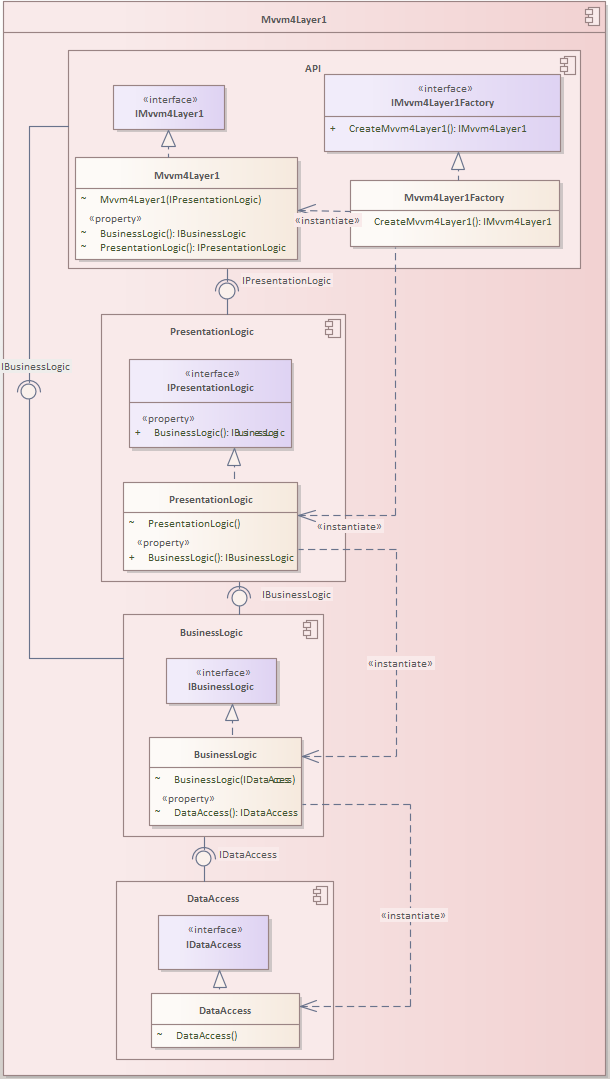 Mvvm4Layer1
API
«interface»
IMvvm4Layer1
«interface»
IMvvm4Layer1Factory
+ CreateMvvm4Layer1(): IMvvm4Layer1
Mvvm4Layer1
~ Mvvm4Layer1(IPresentationLogic)
«property»
~ BusinessLogic(): IBusinessLogic
~ PresentationLogic(): IPresentationLogic
Mvvm4Layer1Factory
CreateMvvm4Layer1(): IMvvm4Layer1
«instantiate»
IPresentationLogic
PresentationLogic
IBusinessLogic
«interface»
IPresentationLogic
«property»
+ BusinessLogic(): IBusinessLogic
PresentationLogic
~ PresentationLogic()
«property»
+ BusinessLogic(): IBusinessLogic
«instantiate»
IBusinessLogic
BusinessLogic
«interface»
IBusinessLogic
«instantiate»
BusinessLogic
~ BusinessLogic(IDataAccess)
«property»
~ DataAccess(): IDataAccess
IDataAccess
DataAccess
«interface»
IDataAccess
«instantiate»
DataAccess
~ DataAccess()